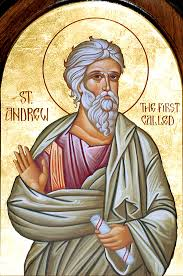 ST
ANDREW
THE FIRST
CALLED